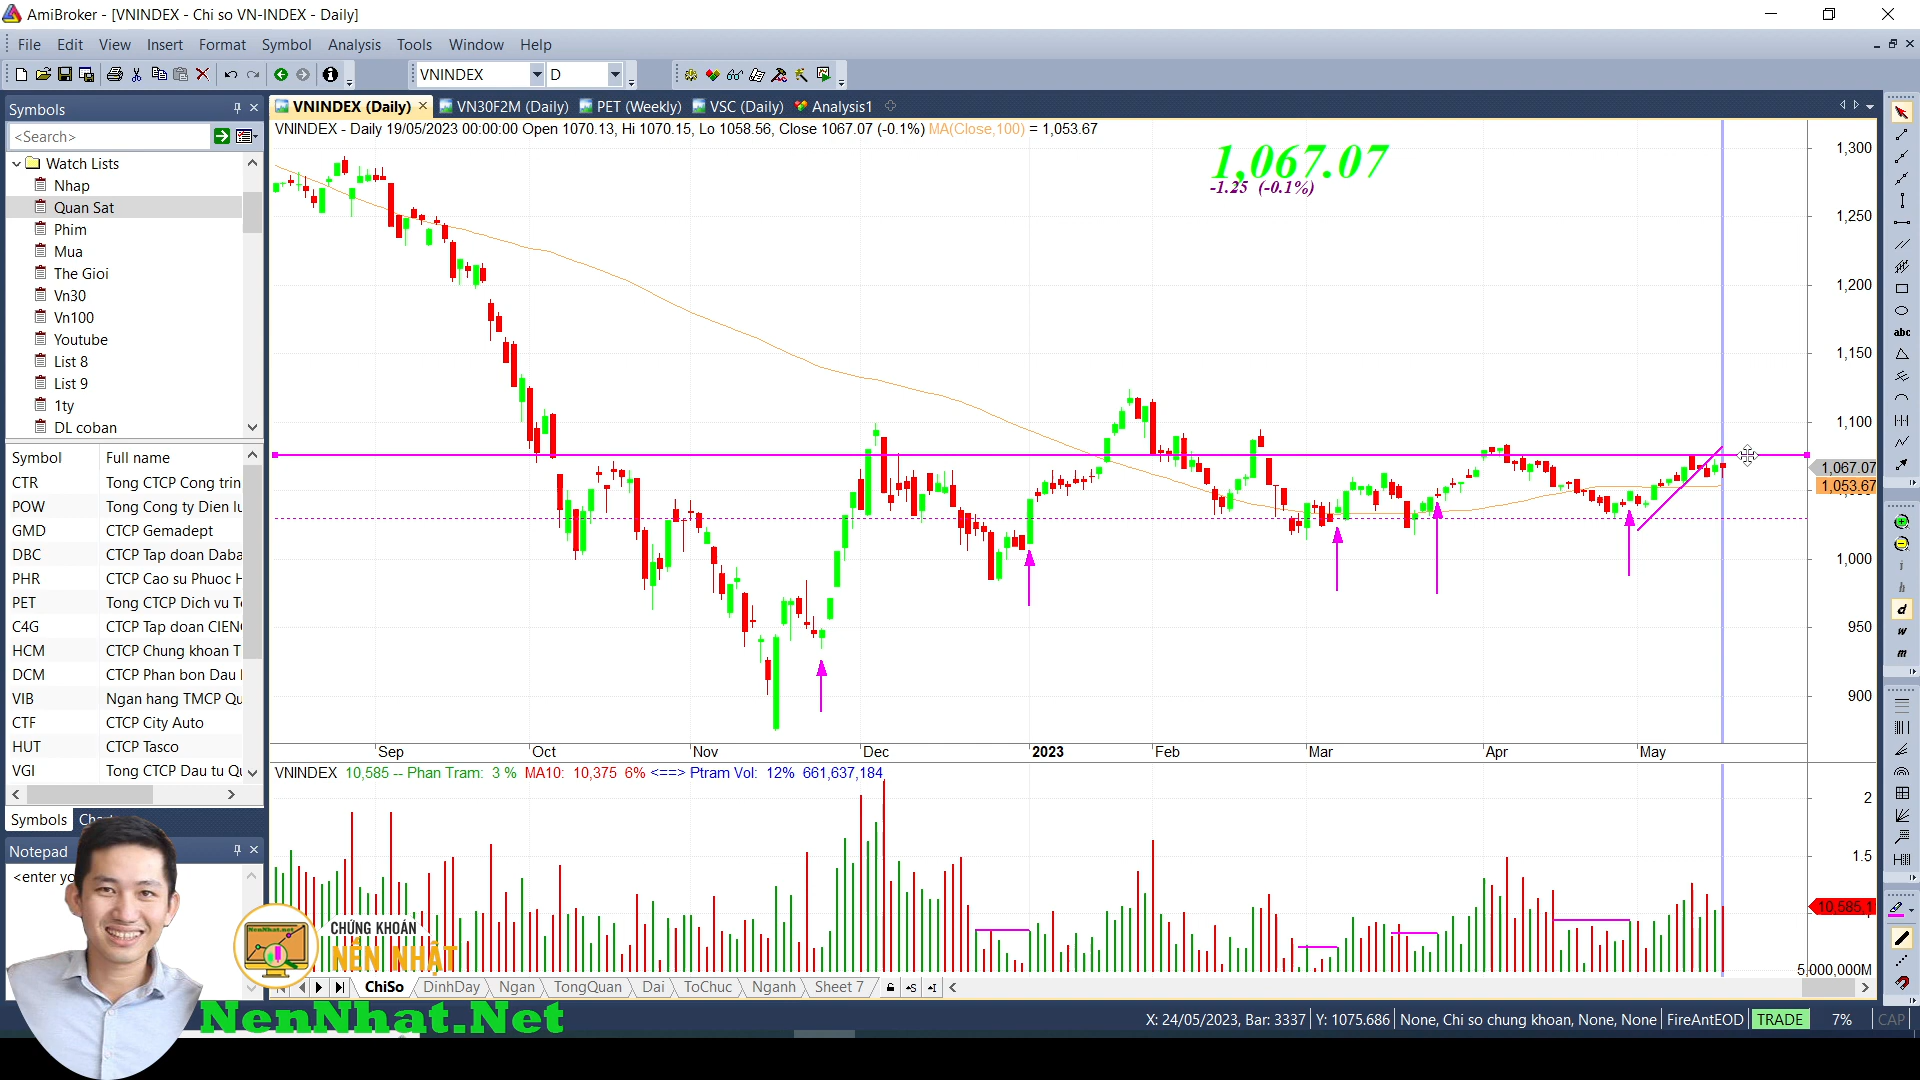 AmiBroker - [VNINDEX - Chi so VN-INDEX - Daily]
File Edit View Insert Format Symbol Analysis Tools Window Help
VNINDEX D
Symbols
VNINDEX (Daily) VN30F2M (Daily) PET (Weekly) VSC (Daily) Analysis1
VNINDEX - Daily 19/05/2023 00:00:00 Open 1070.13, Hi 1070.15, Lo 1058.56, Close 1067.07 (-0.1%) MA(Close,100) = 1,053.67
<Search>
Watch Lists
Nhap
Quan Sat
Phim
Mua
The Gioi
Vn30
Vn100
Youtube
List 8
List 9
1ty
DL coban
1,067.07
-1.25 (-0.1%)
1,300
1,250
1,200
1,150
1,100
1,067.07
1,053.67
1,000
950
900
Symbol Full name
CTR Tong CTCP Cong trin
POW Tong Cong ty Dien lu
GMD CTCP Gemadept
DBC CTCP Tap doan Daba
PHR CTCP Cao su Phuoc H
PET Tong CTCP Dich vu T
C4G CTCP Tap doan CIEN
HCM CTCP Chung khoan T
DCM CTCP Phan bon Dau
VIB Ngan hang TMCP Qu
CTF CTCP City Auto
HUT CTCP Tasco
VGI Tong CTCP Dau tu Qu
Sep Oct Nov Dec 2023 Feb Mar Apr May
VNINDEX 10,585 -- Phan Tram: 3 % MA10: 10,375 6% <==> Ptram Vol: 12% 661,637,184
2
1.5
10,585.1
5,000,000M
Symbols
Notepad
<enter yo
NenNhat.net
CHỨNG KHOÁN
NẾN NHẬT
ChiSo DinhDay Ngan TongQuan Dai ToChuc Nganh Sheet 7
NenNhat.Net
X: 24/05/2023, Bar: 3337 Y: 1075.686 None, Chi so chung khoan, None, None FireAntEOD TRADE 7% CAP
abc
i
h
d
w
m